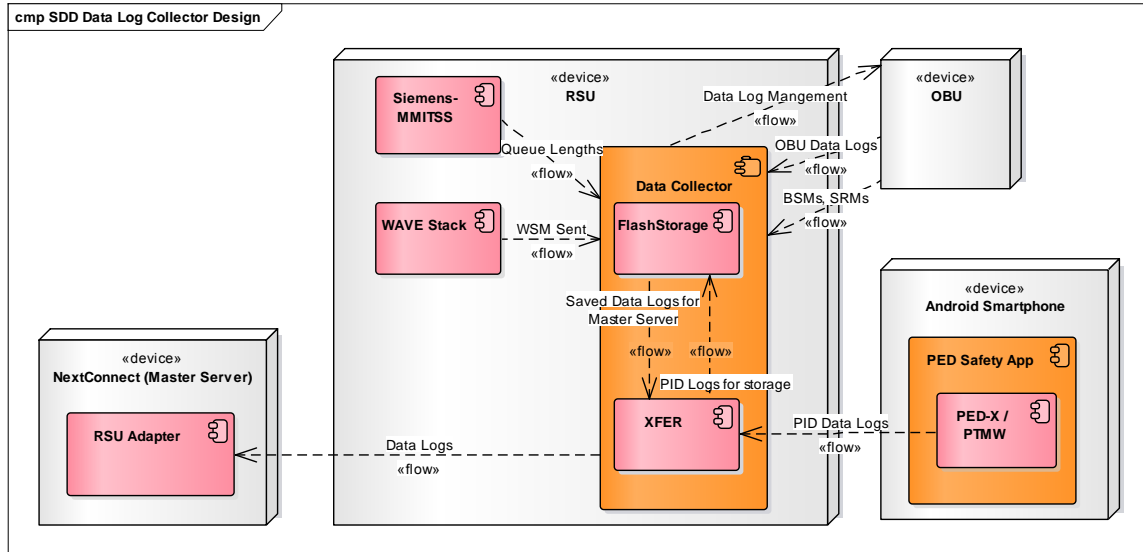 cmp SDD Data Log Collector Design
«device»
RSU
Siemens-
MMITSS
Queue Lengths
«flow»
WAVE Stack
WSM Sent
«flow»
Data Collector
FlashStorage
Saved Data Logs for
Master Server
«flow»
«flow»
PID Logs for storage
XFER
Data Log Mangement
«flow»
OBU Data Logs
«flow»
BSMs, SRMs
«flow»
«device»
OBU
«device»
Android Smartphone
PED Safety App
PED-X /
PTMW
PID Data Logs
«flow»
«device»
NextConnect (Master Server)
RSU Adapter
Data Logs
«flow»